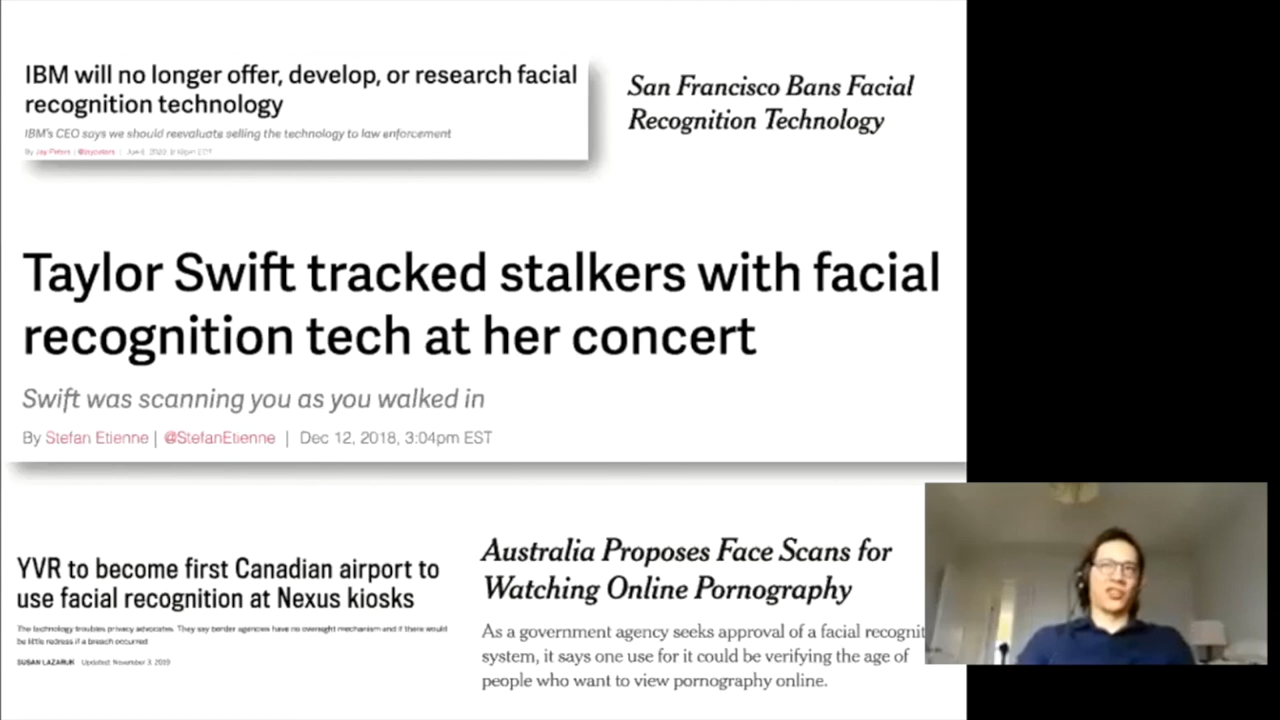 IBM will no longer offer, develop, or research facial
recognition technology
IBM's CEO says we should reevaluate selling the technology to law enforcement
By Jay Peters | @jaypeters |
San Francisco Bans Facial
Recognition Technology
Taylor Swift tracked stalkers with facial
recognition tech at her concert
Swift was scanning you as you walked in
By Stefan Etienne | @StefanEtienne | Dec 12, 2018, 3:04pm EST
YVR to become first Canadian airport to
use facial recognition at Nexus kiosks
The technology troubles privacy advocates. They say border agencies have no oversight mechanism and if there would
be little redress if a breach occurred
SUSAN LAZARUK Updated: November 3, 2019
Australia Proposes Face Scans for
Watching Online Pornography
As a government agency seeks approval of a facial recognit
system, it says one use for it could be verifying the age of
people who want to view pornography online.